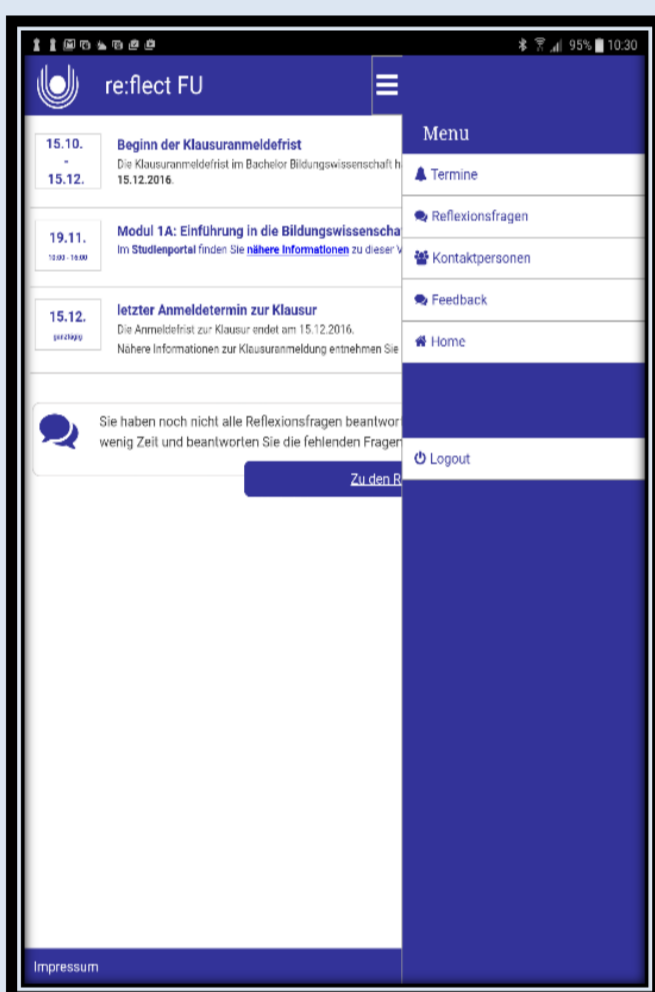 95% 10:30
re:flect FU
15.10.
-
15.12.
Beginn der Klausuranmeldefrist
Die Klausuranmeldefrist im Bachelor Bildungswissenschaft h
15.12.2016.
19.11.
10:00 - 16:00
Modul 1A: Einführung in die Bildungswissenscha
Im Studienportal finden Sie nähere Informationen zu dieser V
15.12.
ganztägig
letzter Anmeldetermin zur Klausur
Die Anmeldefrist zur Klausur endet am 15.12.2016.
Nähere Informationen zur Klausuranmeldung entnehmen Sie
Sie haben noch nicht alle Reflexionsfragen beantwor
wenig Zeit und beantworten Sie die fehlenden Fragen
Zu den R
Impressum
Menu
Termine
Reflexionsfragen
Kontaktpersonen
Feedback
Home
Logout